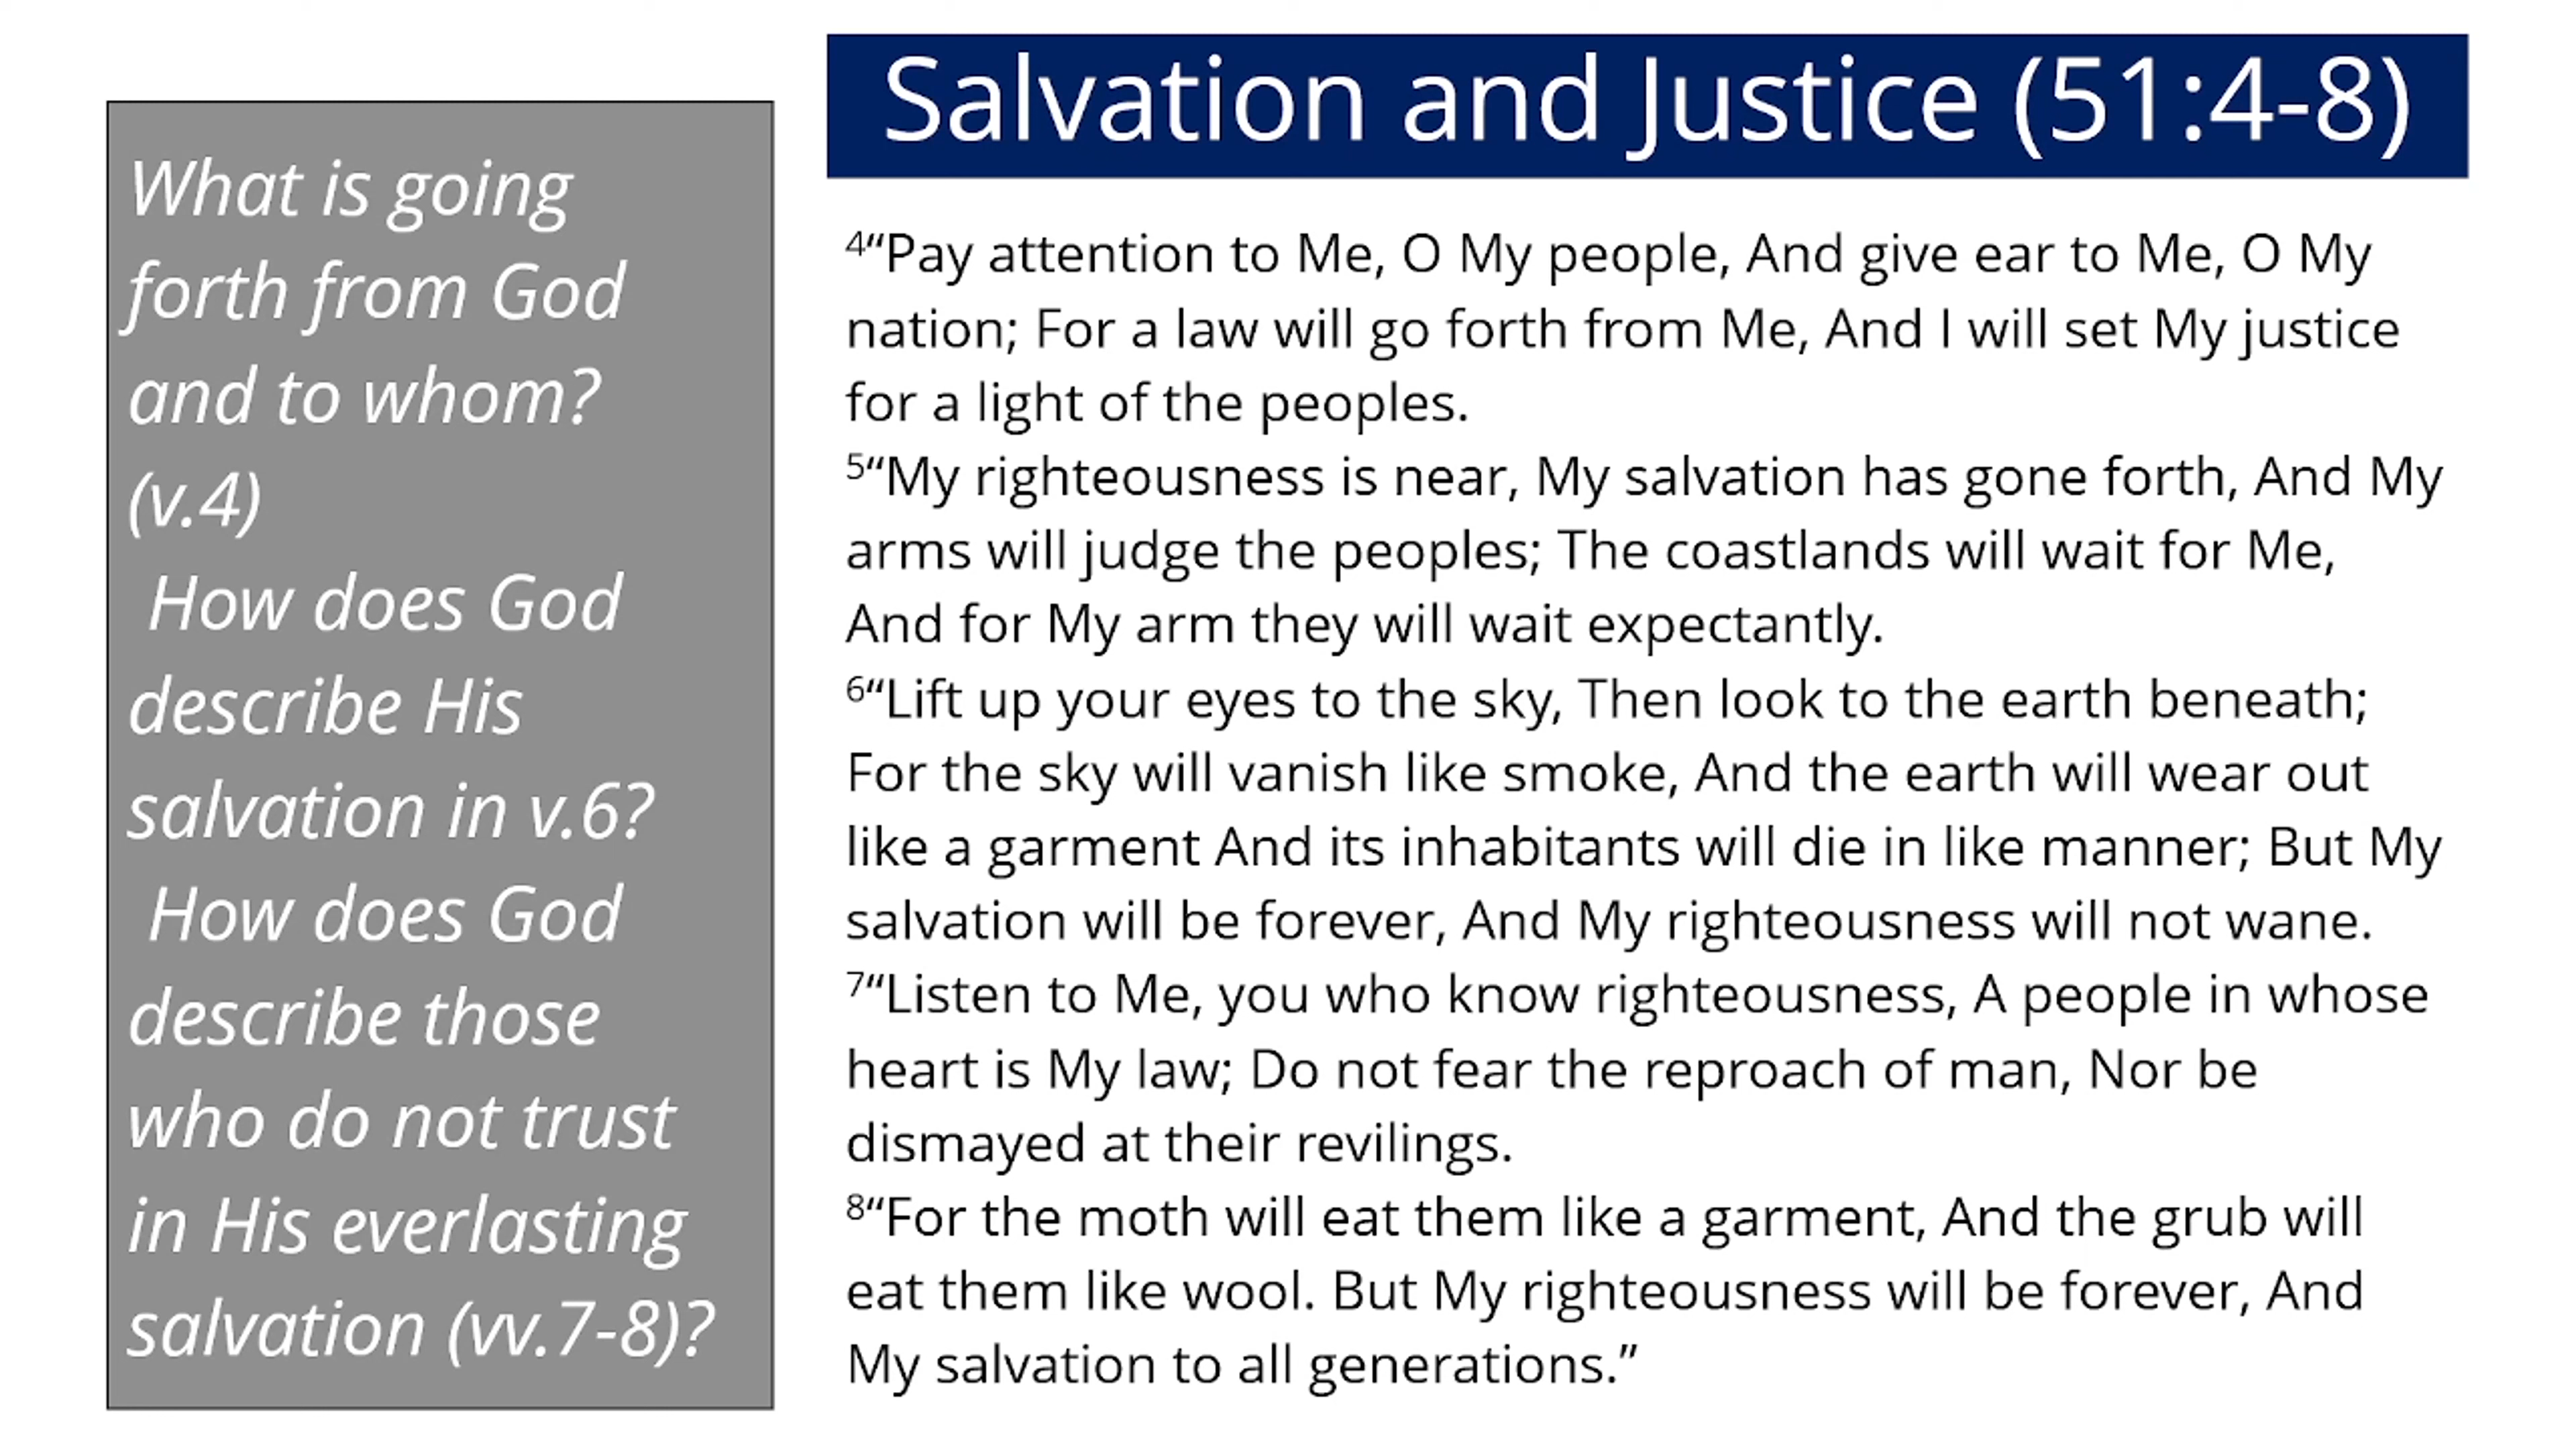 Salvation and Justice (51:4-8)
What is going
forth from God
and to whom?
(v.4)
How does God
describe His
salvation in v.6?
How does God
describe those
who do not trust
in His everlasting
salvation (vv.7-8)?
4“Pay attention to Me, O My people, And give ear to Me, O My
nation; For a law will go forth from Me, And I will set My justice
for a light of the peoples.
5“My righteousness is near, My salvation has gone forth, And My
arms will judge the peoples; The coastlands will wait for Me,
And for My arm they will wait expectantly.
6“Lift up your eyes to the sky, Then look to the earth beneath;
For the sky will vanish like smoke, And the earth will wear out
like a garment And its inhabitants will die in like manner; But My
salvation will be forever, And My righteousness will not wane.
7“Listen to Me, you who know righteousness, A people in whose
heart is My law; Do not fear the reproach of man, Nor be
dismayed at their revilings.
8“For the moth will eat them like a garment, And the grub will
eat them like wool. But My righteousness will be forever, And
My salvation to all generations.”